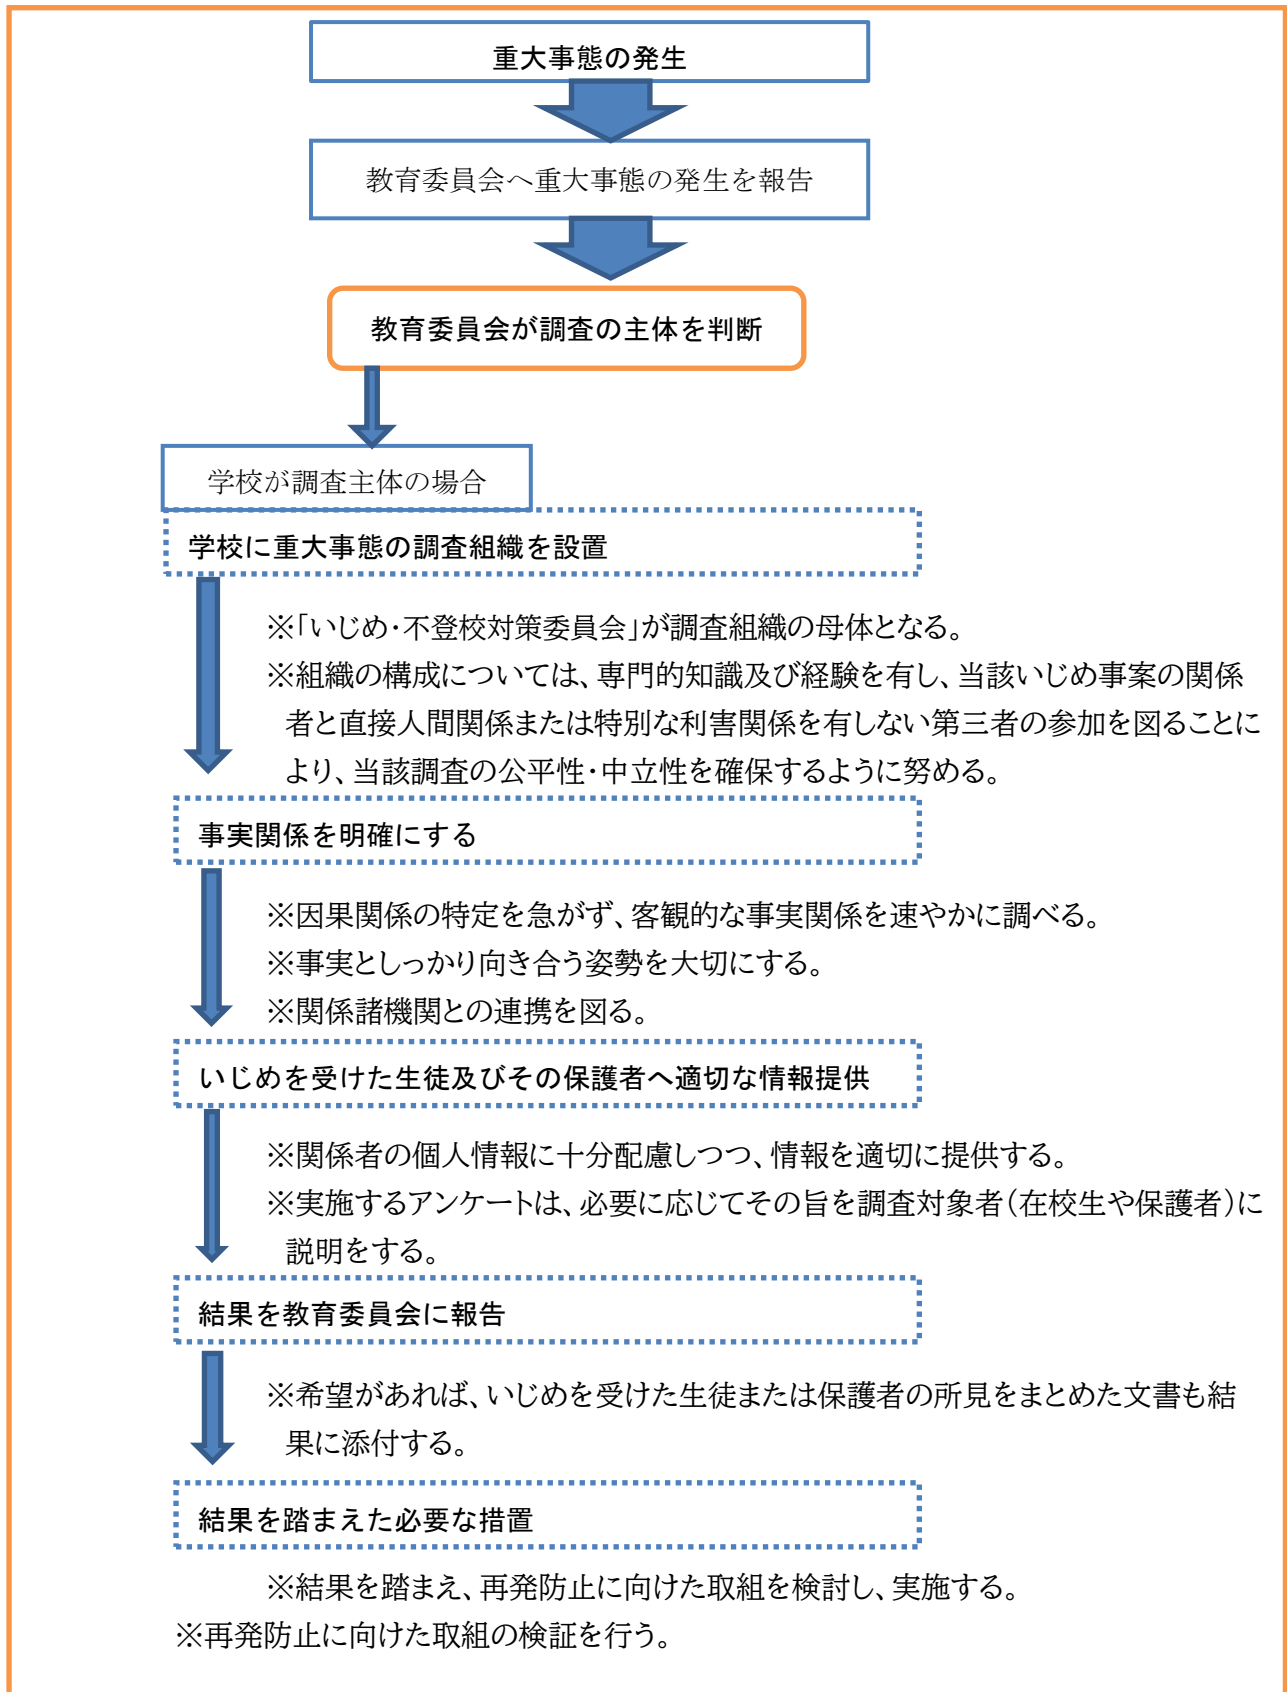 重大事態の発生
教育委員会へ重大事態の発生を報告
教育委員会が調査の主体を判断
学校が調査主体の場合
学校に重大事態の調査組織を設置
※「いじめ・不登校対策委員会」が調査組織の母体となる。
※組織の構成については、専門的知識及び経験を有し、当該いじめ事案の関係
者と直接人間関係または特別な利害関係を有しない第三者の参加を図ることに
より、当該調査の公平性・中立性を確保するように努める。
事実関係を明確にする
※因果関係の特定を急がず、客観的な事実関係を速やかに調べる。
※事実としっかり向き合う姿勢を大切にする。
※関係諸機関との連携を図る。
いじめを受けた生徒及びその保護者へ適切な情報提供
※関係者の個人情報に十分配慮しつつ、情報を適切に提供する。
※実施するアンケートは、必要に応じてその旨を調査対象者（在校生や保護者）に
説明をする。
結果を教育委員会に報告
※希望があれば、いじめを受けた生徒または保護者の所見をまとめた文書も結
果に添付する。
結果を踏まえた必要な措置
※結果を踏まえ、再発防止に向けた取組を検討し、実施する。
※再発防止に向けた取組の検証を行う。